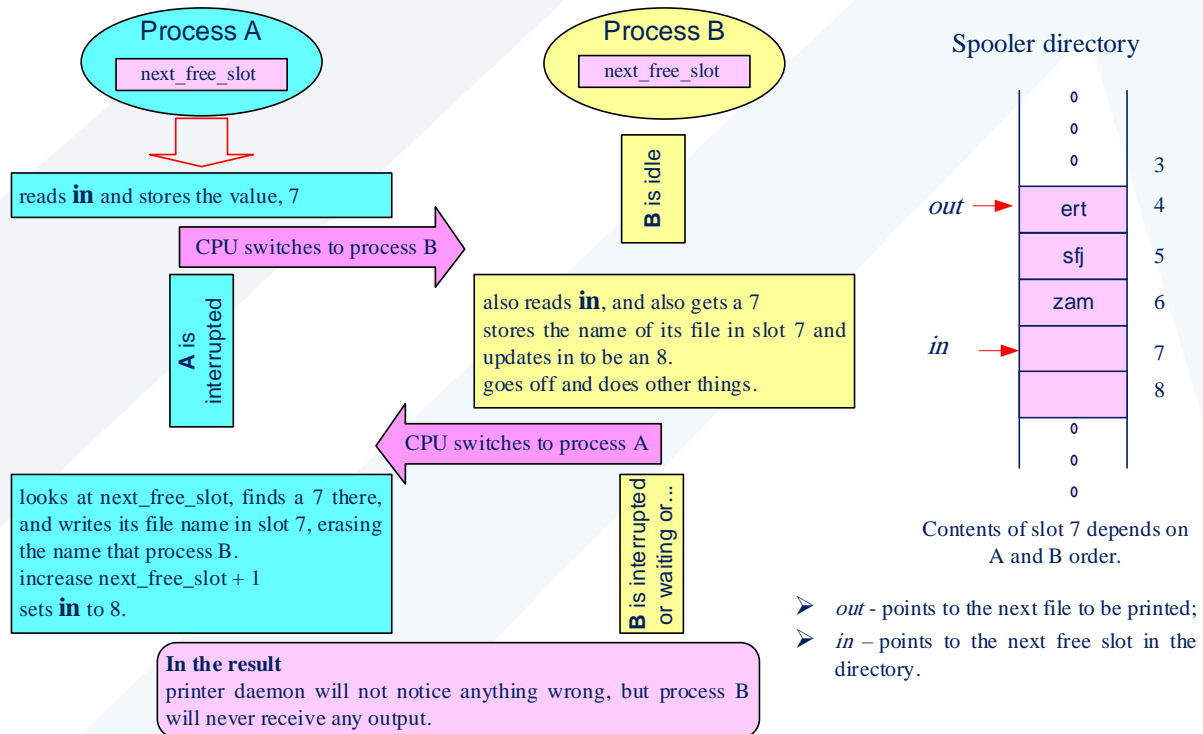 Process A
next_free_slot
Process B
next_free_slot
Spooler directory
reads in and stores the value, 7
B is idle
CPU switches to process B
A is
interrupted
also reads in, and also gets a 7
stores the name of its file in slot 7 and
updates in to be an 8.
goes off and does other things.
CPU switches to process A
looks at next_free_slot, finds a 7 there,
and writes its file name in slot 7, erasing
the name that process B.
increase next_free_slot + 1
sets in to 8.
B is interrupted
or waiting or...
In the result
printer daemon will not notice anything wrong, but process B
will never receive any output.
3
out ert 4
sfj 5
zam 6
in 7
8
Contents of slot 7 depends on
A and B order.
➢ out - points to the next file to be printed;
➢ in – points to the next free slot in the
directory.